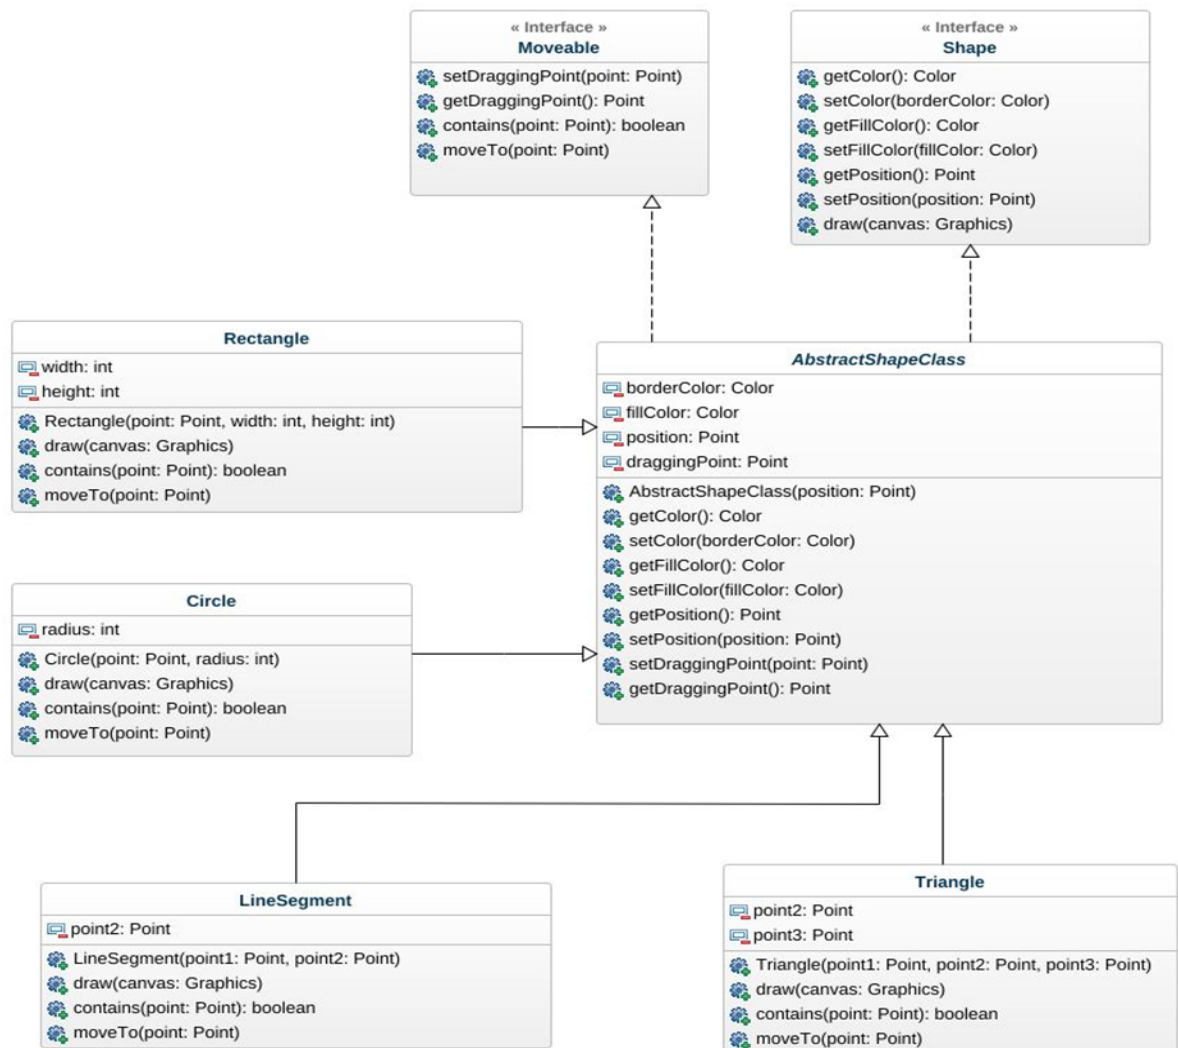 « Interface »
Moveable
setDraggingPoint(point: Point)
getDraggingPoint(): Point
contains(point: Point): boolean
moveTo(point: Point)
« Interface »
Shape
getColor(): Color
setColor(borderColor: Color)
getFillColor(): Color
setFillColor(fillColor: Color)
getPosition(): Point
setPosition(position: Point)
draw(canvas: Graphics)
Rectangle
width: int
height: int
Rectangle(point: Point, width: int, height: int)
draw(canvas: Graphics)
contains(point: Point): boolean
moveTo(point: Point)
AbstractShapeClass
borderColor: Color
fillColor: Color
position: Point
draggingPoint: Point
AbstractShapeClass(position: Point)
getColor(): Color
setColor(borderColor: Color)
getFillColor(): Color
setFillColor(fillColor: Color)
getPosition(): Point
setPosition(position: Point)
setDraggingPoint(point: Point)
getDraggingPoint(): Point
Circle
radius: int
Circle(point: Point, radius: int)
draw(canvas: Graphics)
contains(point: Point): boolean
moveTo(point: Point)
LineSegment
point2: Point
LineSegment(point1: Point, point2: Point)
draw(canvas: Graphics)
contains(point: Point): boolean
moveTo(point: Point)
Triangle
point2: Point
point3: Point
Triangle(point1: Point, point2: Point, point3: Point)
draw(canvas: Graphics)
contains(point: Point): boolean
moveTo(point: Point)